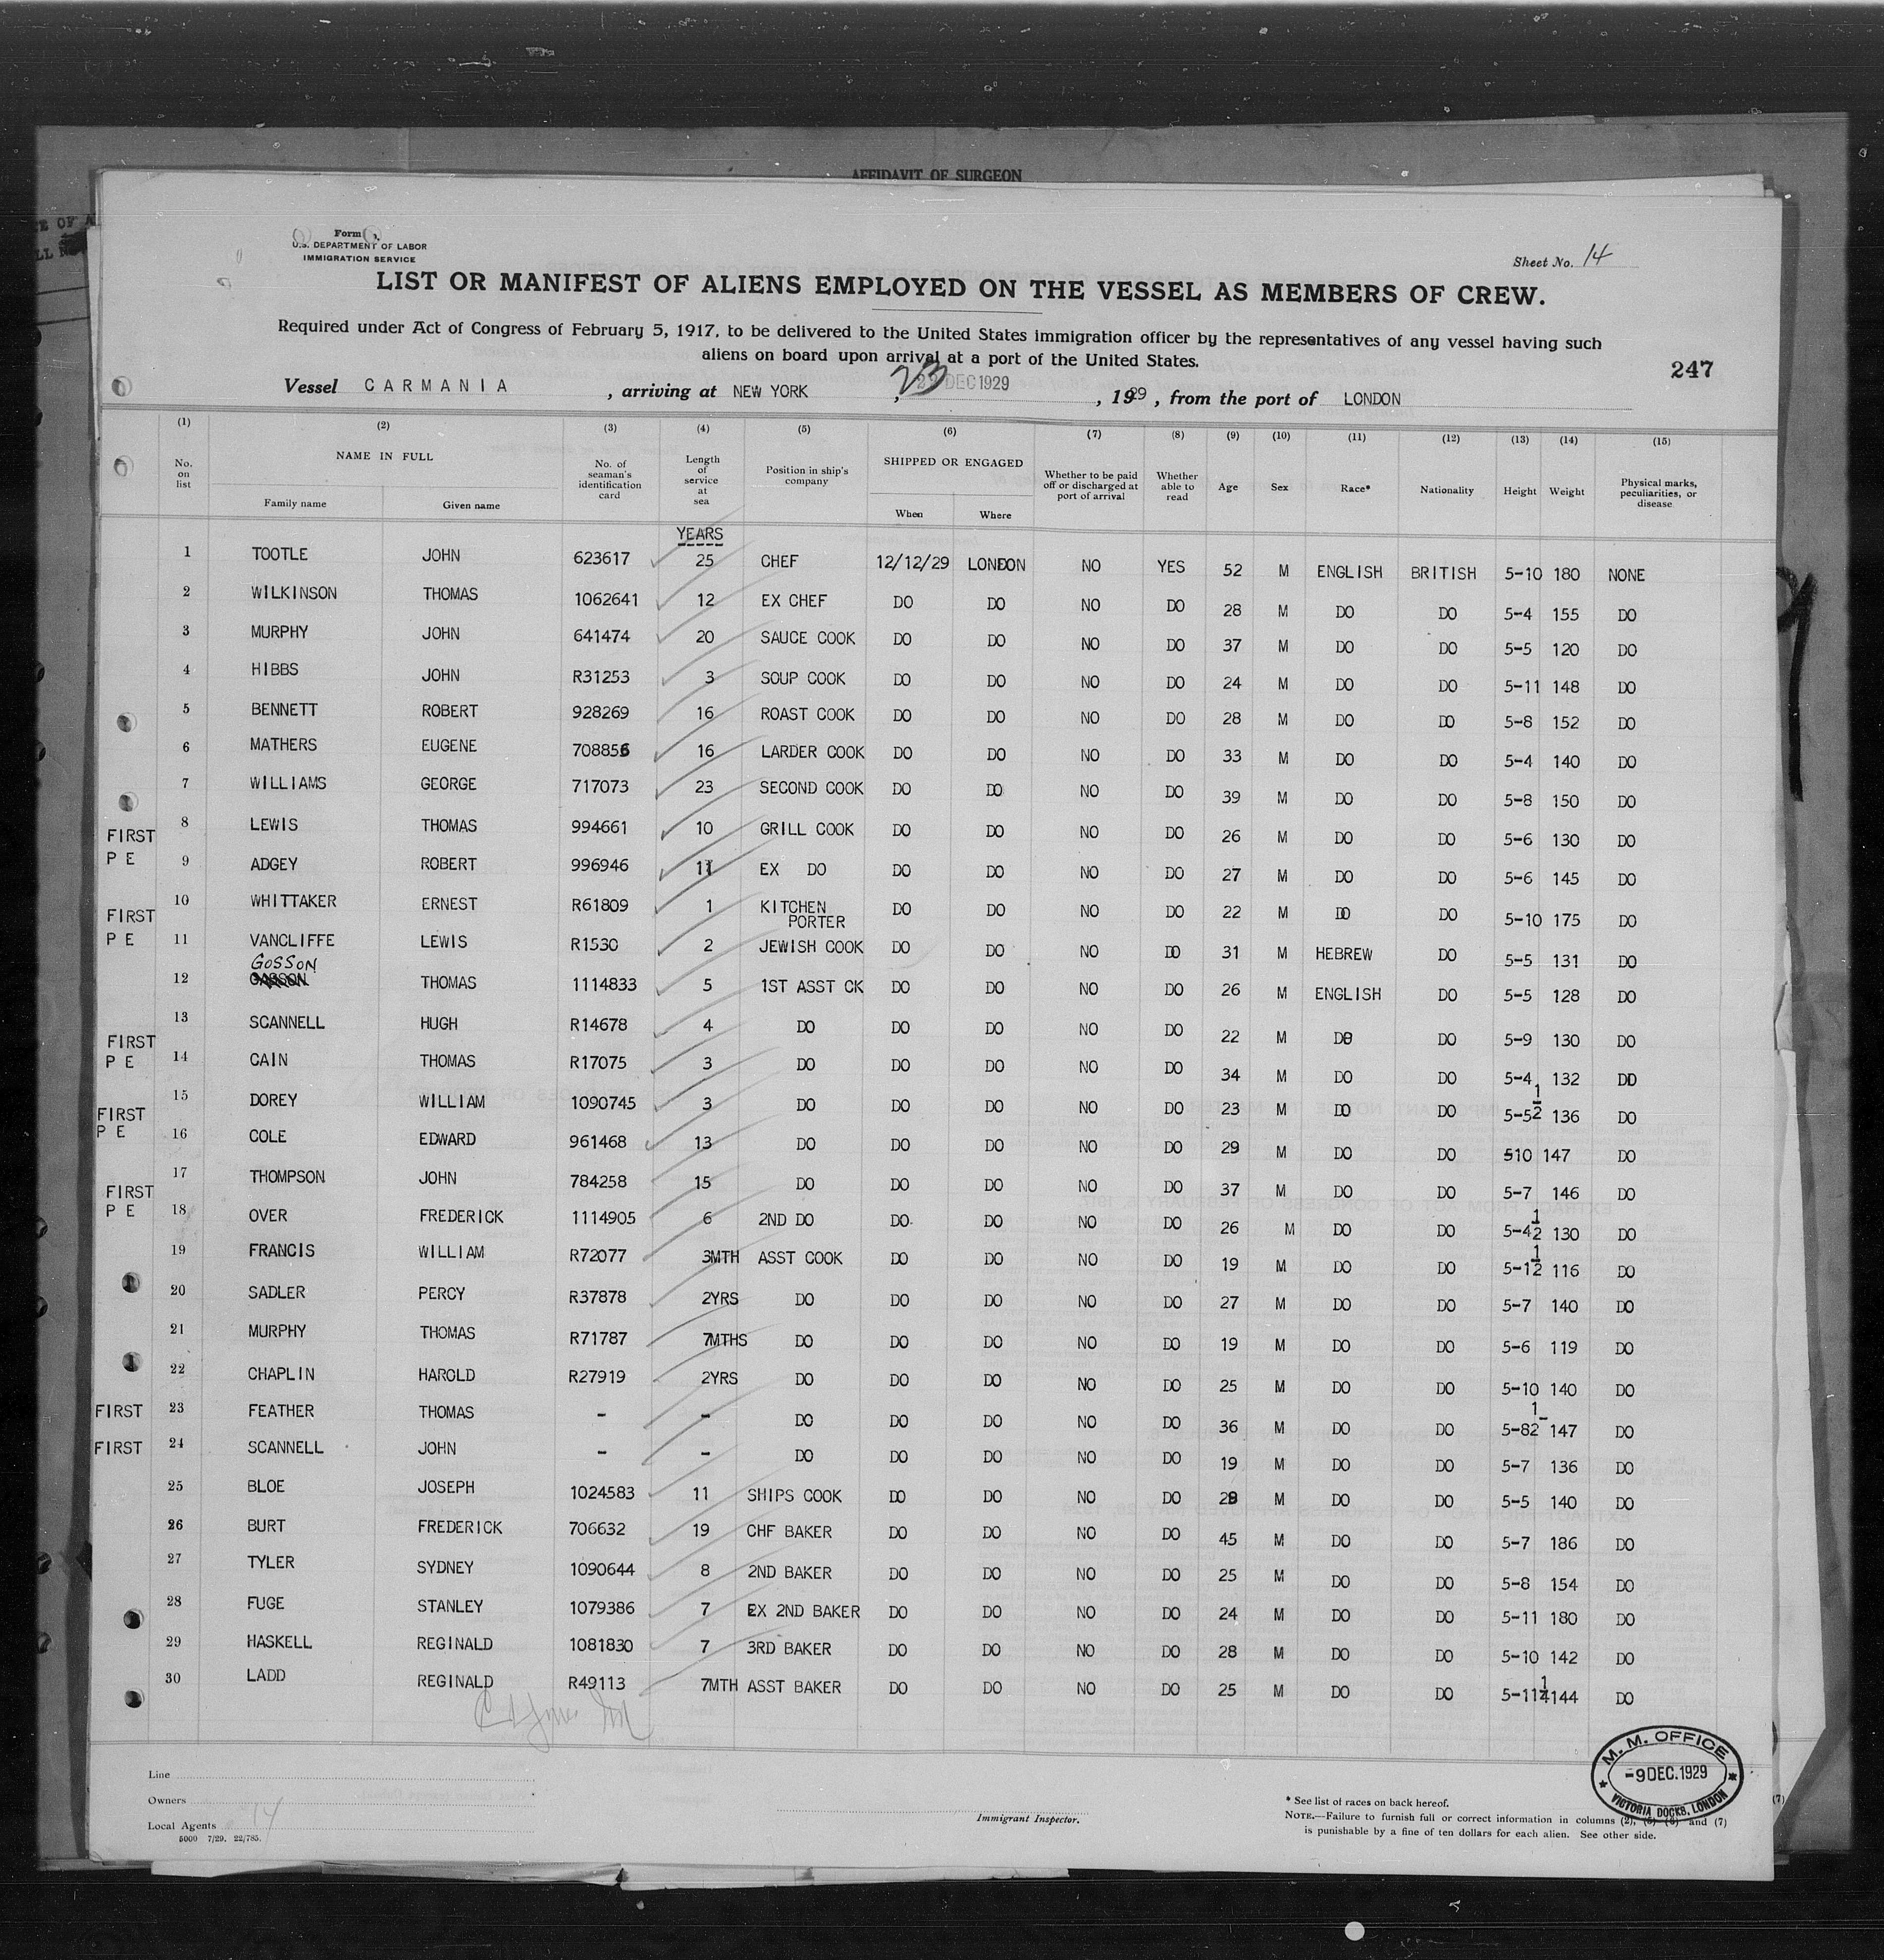 AFFIDAVIT OF SURGEON
Form
U.S. DEPARTMENT OF LABOR
IMMIGRATION SERVICE
Sheet No. 14
LIST OR MANIFEST OF ALIENS EMPLOYED ON THE VESSEL AS MEMBERS OF CREW.
Required under Act of Congress of February 5, 1917, to be delivered to the United States immigration officer by the representatives of any vessel having such
aliens on board upon arrival at a port of the United States.
247
Vessel CARMANIA, arriving at NEW YORK, 23 DEC 1929, 1929, from the port of LONDON
(1) (2) (3) (4) (5) (6) (7) (8) (9) (10) (11) (12) (13) (14) (15)
No. on list NAME IN FULL Family name Given name No. of seaman's identification card Length of service at sea Position in ship's company SHIPPED OR ENGAGED When Where Whether to be paid off or discharged at port of arrival Whether able to read Age Sex Race* Nationality Height Weight Physical marks, peculiarities, or disease
YEARS
1 TOOTLE JOHN 623617 25 CHEF 12/12/29 LONDON NO YES 52 M ENGLISH BRITISH 5-10 180 NONE
2 WILKINSON THOMAS 1062641 12 EX CHEF DO DO NO DO 28 M DO DO 5-4 155 DO
3 MURPHY JOHN 641474 20 SAUCE COOK DO DO NO DO 37 M DO DO 5-5 120 DO
4 HIBBS JOHN R31253 3 SOUP COOK DO DO NO DO 24 M DO DO 5-11 148 DO
5 BENNETT ROBERT 928269 16 ROAST COOK DO DO NO DO 28 M DO DO 5-8 152 DO
6 MATHERS EUGENE 708856 16 LARDER COOK DO DO NO DO 33 M DO DO 5-4 140 DO
7 WILLIAMS GEORGE 717073 23 SECOND COOK DO DO NO DO 39 M DO DO 5-8 150 DO
FIRST 8 LEWIS THOMAS 994661 10 GRILL COOK DO DO NO DO 26 M DO DO 5-6 130 DO
P E 9 ADGEY ROBERT 996946 11 EX DO DO DO NO DO 27 M DO DO 5-6 145 DO
FIRST 10 WHITTAKER ERNEST R61809 1 KITCHEN PORTER DO DO NO DO 22 M DO DO 5-10 175 DO
P E 11 VANCLIFFE LEWIS R1530 2 JEWISH COOK DO DO NO DO 31 M HEBREW DO 5-5 131 DO
GOSSON
12 THOMAS 1114833 5 1ST ASST CK DO DO NO DO 26 M ENGLISH DO 5-5 128 DO
13 SCANNELL HUGH R14678 4 DO DO DO NO DO 22 M DO DO 5-9 130 DO
FIRST
P E 14 CAIN THOMAS R17075 3 DO DO DO NO DO 34 M DO DO 5-4 132 DO
FIRST 15 DOREY WILLIAM 1090745 3 DO DO DO NO DO 23 M DO DO 5-5½ 136 DO
P E 16 COLE EDWARD 961468 13 DO DO DO NO DO 29 M DO DO 510 147 DO
FIRST 17 THOMPSON JOHN 784258 15 DO DO DO NO DO 37 M DO DO 5-7 146 DO
P E 18 OVER FREDERICK 1114905 6 2ND DO DO DO NO DO 26 M DO DO 5-4½ 130 DO
19 FRANCIS WILLIAM R72077 3MTH ASST COOK DO DO NO DO 19 M DO DO 5-1½ 116 DO
20 SADLER PERCY R37878 2YRS DO DO DO NO DO 27 M DO DO 5-7 140 DO
21 MURPHY THOMAS R71787 7MTHS DO DO DO NO DO 19 M DO DO 5-6 119 DO
22 CHAPLIN HAROLD R27919 2YRS DO DO DO NO DO 25 M DO DO 5-10 140 DO
FIRST 23 FEATHER THOMAS - - DO DO DO NO DO 36 M DO DO 5-8½ 147 DO
FIRST 24 SCANNELL JOHN - - DO DO DO NO DO 19 M DO DO 5-7 136 DO
25 BLOE JOSEPH 1024583 11 SHIPS COOK DO DO NO DO 28 M DO DO 5-5 140 DO
26 BURT FREDERICK 706632 19 CHF BAKER DO DO NO DO 45 M DO DO 5-7 186 DO
27 TYLER SYDNEY 1090644 8 2ND BAKER DO DO NO DO 25 M DO DO 5-8 154 DO
28 FUGE STANLEY 1079386 7 EX 2ND BAKER DO DO NO DO 24 M DO DO 5-11 180 DO
29 HASKELL REGINALD 1081830 7 3RD BAKER DO DO NO DO 28 M DO DO 5-10 142 DO
30 LADD REGINALD R49113 7MTH ASST BAKER DO DO NO DO 25 M DO DO 5-11¼ 144 DO
Line
Owners
Local Agents 14
5000 7/29. 22/785.
Immigrant Inspector.
* See list of races on back hereof.
NOTE.—Failure to furnish full or correct information in columns (2), (5) (6) and (7)
is punishable by a fine of ten dollars for each alien. See other side.
M. M. OFFICE
-9 DEC. 1929
VICTORIA DOCKS, LONDON